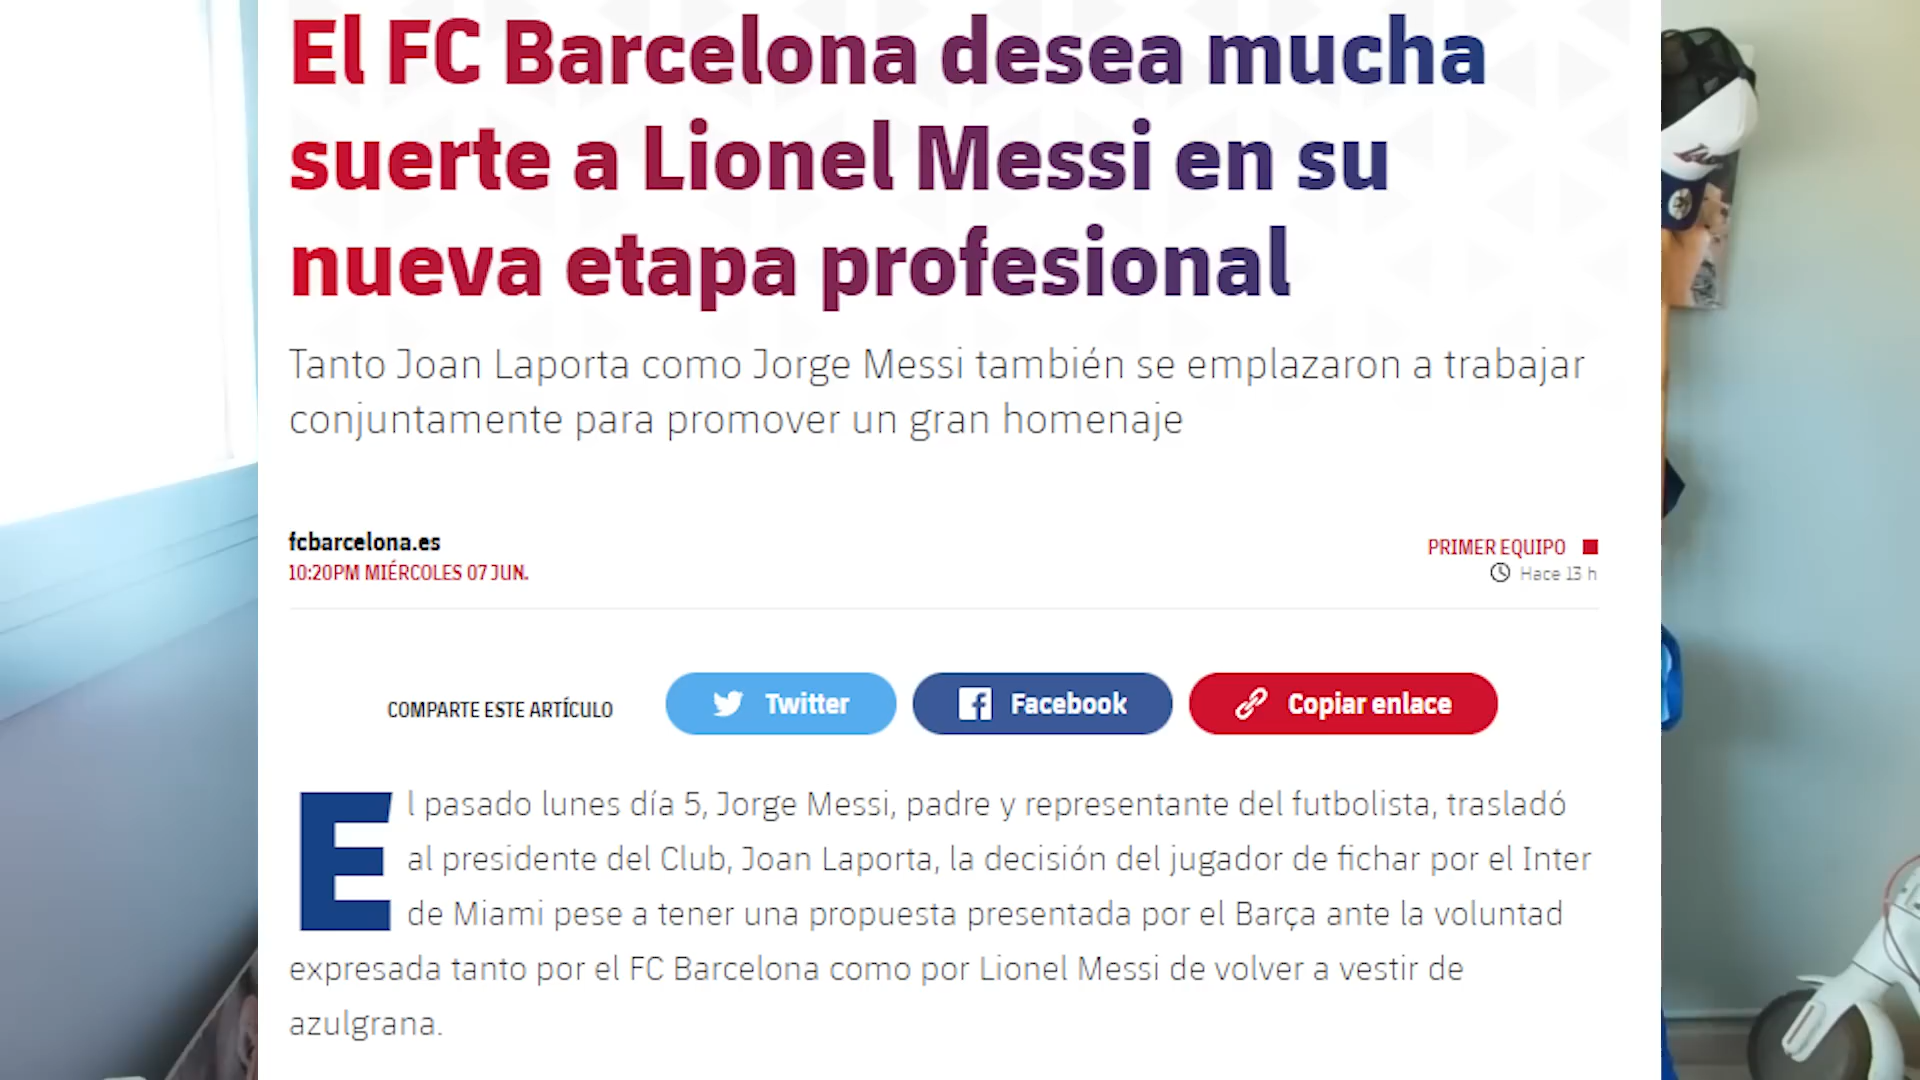 El FC Barcelona desea mucha
suerte a Lionel Messi en su
nueva etapa profesional
Tanto Joan Laporta como Jorge Messi también se emplazaron a trabajar
conjuntamente para promover un gran homenaje
fcbarcelona.es
10:20PM MIÉRCOLES 07 JUN.
PRIMER EQUIPO
Hace 13 h
COMPARTE ESTE ARTÍCULO
Twitter
Facebook
Copiar enlace
El pasado lunes día 5, Jorge Messi, padre y representante del futbolista, trasladó
al presidente del Club, Joan Laporta, la decisión del jugador de fichar por el Inter
de Miami pese a tener una propuesta presentada por el Barça ante la voluntad
expresada tanto por el FC Barcelona como por Lionel Messi de volver a vestir de
azulgrana.